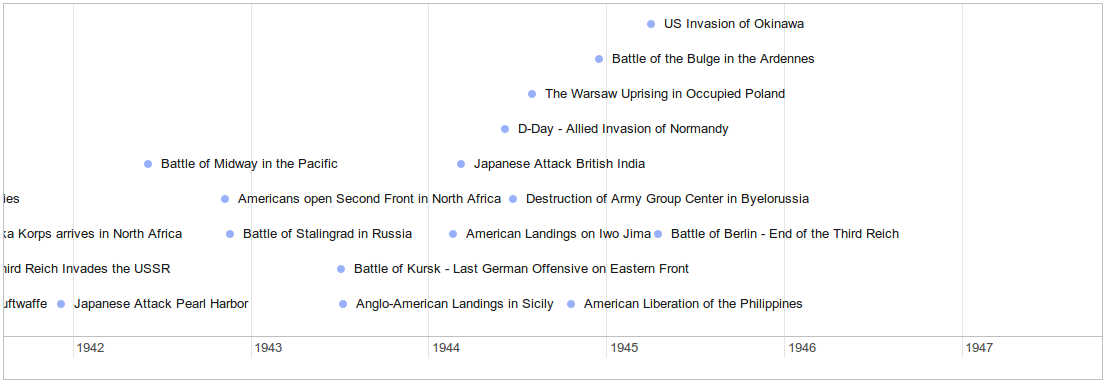 US Invasion of Okinawa
Battle of the Bulge in the Ardennes
The Warsaw Uprising in Occupied Poland
D-Day - Allied Invasion of Normandy
Battle of Midway in the Pacific Japanese Attack British India
ies Americans open Second Front in North Africa Destruction of Army Group Center in Byelorussia
ka Korps arrives in North Africa Battle of Stalingrad in Russia American Landings on Iwo Jima Battle of Berlin - End of the Third Reich
hird Reich Invades the USSR Battle of Kursk - Last German Offensive on Eastern Front
uftwaffe Japanese Attack Pearl Harbor Anglo-American Landings in Sicily American Liberation of the Philippines
1942 1943 1944 1945 1946 1947